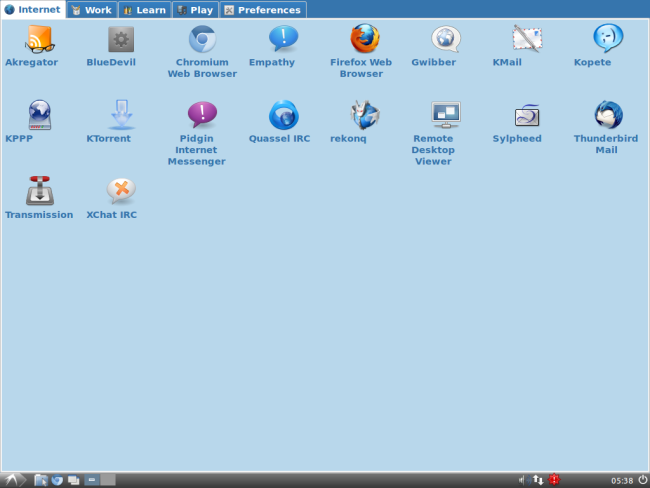 Internet Work Learn Play Preferences
Akregator BlueDevil Chromium Web Browser Empathy Firefox Web Browser Gwibber KMail Kopete
KPPP KTorrent Pidgin Internet Messenger Quassel IRC rekonq Remote Desktop Viewer Sylpheed Thunderbird Mail
Transmission XChat IRC
05:38